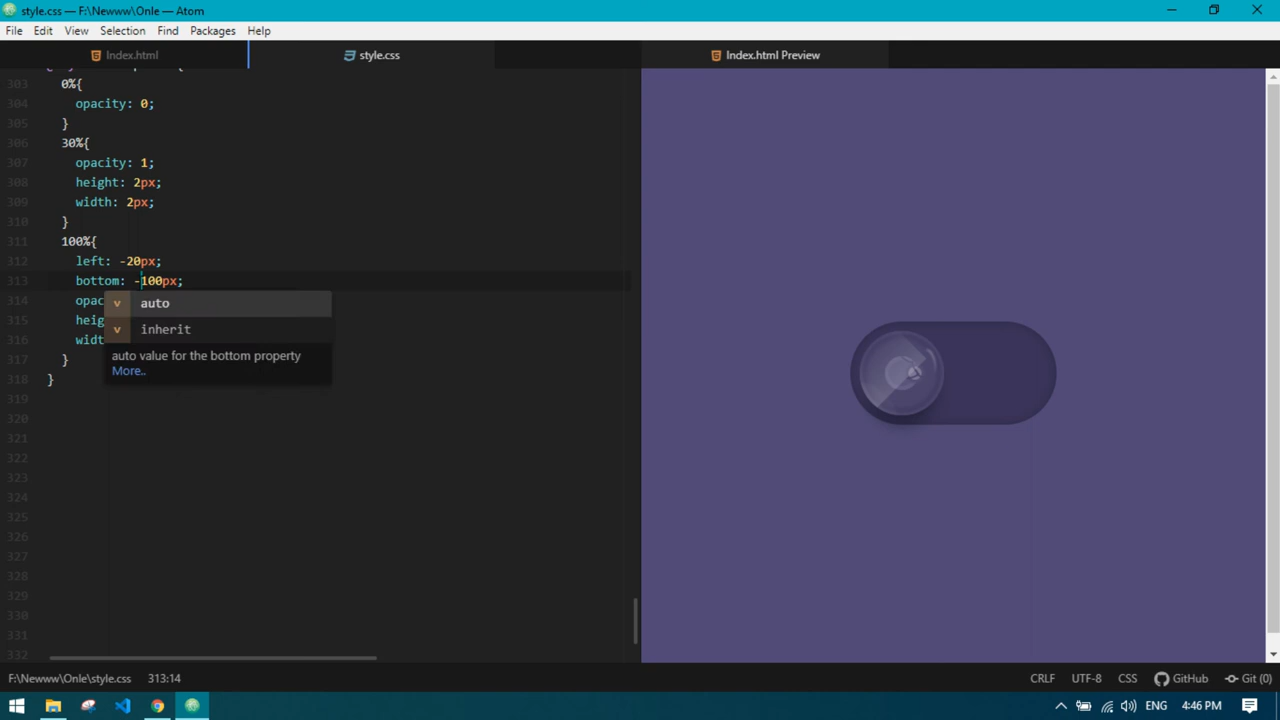 style.css — F:\Newww\Onle — Atom
File Edit View Selection Find Packages Help
Index.html
style.css
Index.html Preview
303 0%{
304 opacity: 0;
305 }
306 30%{
307 opacity: 1;
308 height: 2px;
309 width: 2px;
310 }
311 100%{
312 left: -20px;
313 bottom: -100px;
314 opac
315 heig
316 widt
317 }
318 }
319
320
321
322
323
324
325
326
327
328
329
330
331
332
v auto
v inherit
auto value for the bottom property
More..
F:\Newww\Onle\style.css 313:14 CRLF UTF-8 CSS GitHub Git (0)
ENG 4:46 PM